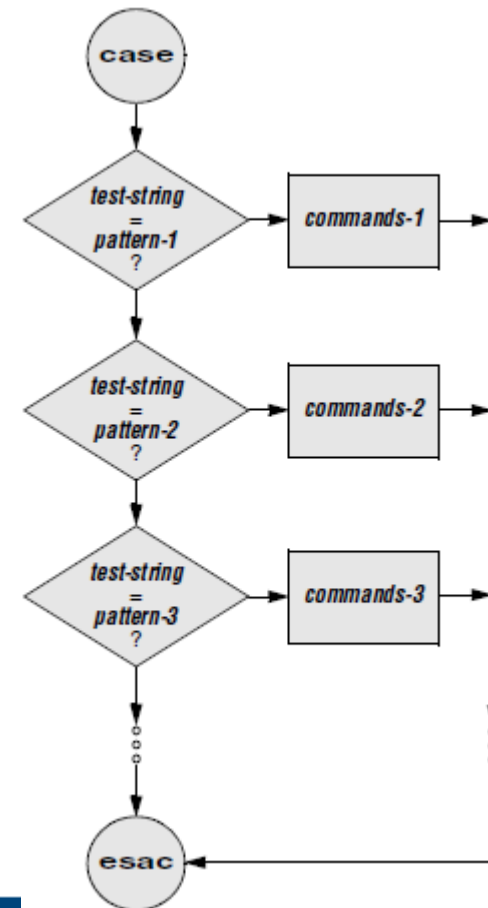 case
test-string
=
pattern-1
?
commands-1
test-string
=
pattern-2
?
commands-2
test-string
=
pattern-3
?
commands-3
esac